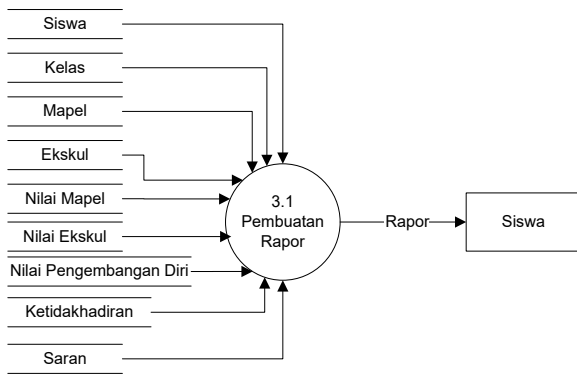 Siswa
Kelas
Mapel
Ekskul
Nilai Mapel
Nilai Ekskul
Nilai Pengembangan Diri
Ketidakhadiran
Saran
3.1
Pembuatan
Rapor
Rapor
Siswa